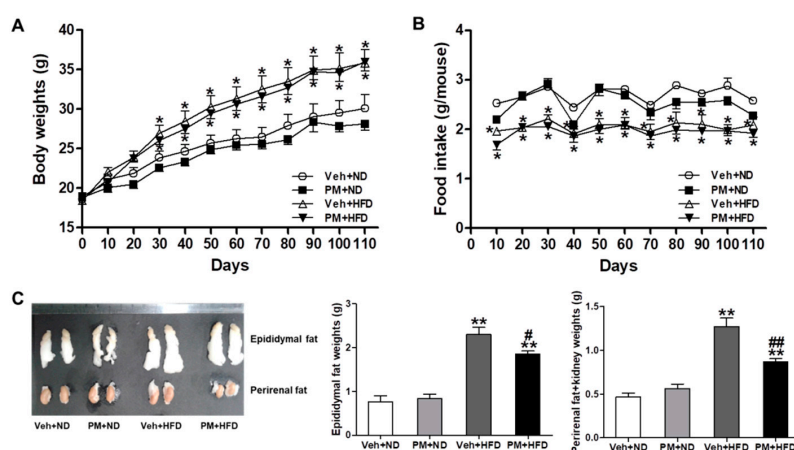 A
Body weights (g)
40
35
30
25
20
15
0 10 20 30 40 50 60 70 80 90 100 110
Days
* * * * * * * * *
* * * * * * * * *
Veh+ND
PM+ND
Veh+HFD
PM+HFD
B
Food intake (g/mouse)
4
3
2
1
0
10 20 30 40 50 60 70 80 90 100 110
Days
* * * * * * * * * * *
* * * * * * * * * * *
Veh+ND
PM+ND
Veh+HFD
PM+HFD
C
Epididymal fat
Perirenal fat
Veh+ND PM+ND Veh+HFD PM+HFD
Epididymal fat weights (g)
3
2
1
0
**
#
**
Veh+ND PM+ND Veh+HFD PM+HFD
Perirenal fat+kidney weights (g)
1.5
1.0
0.5
0.0
**
##
**
Veh+ND PM+ND Veh+HFD PM+HFD